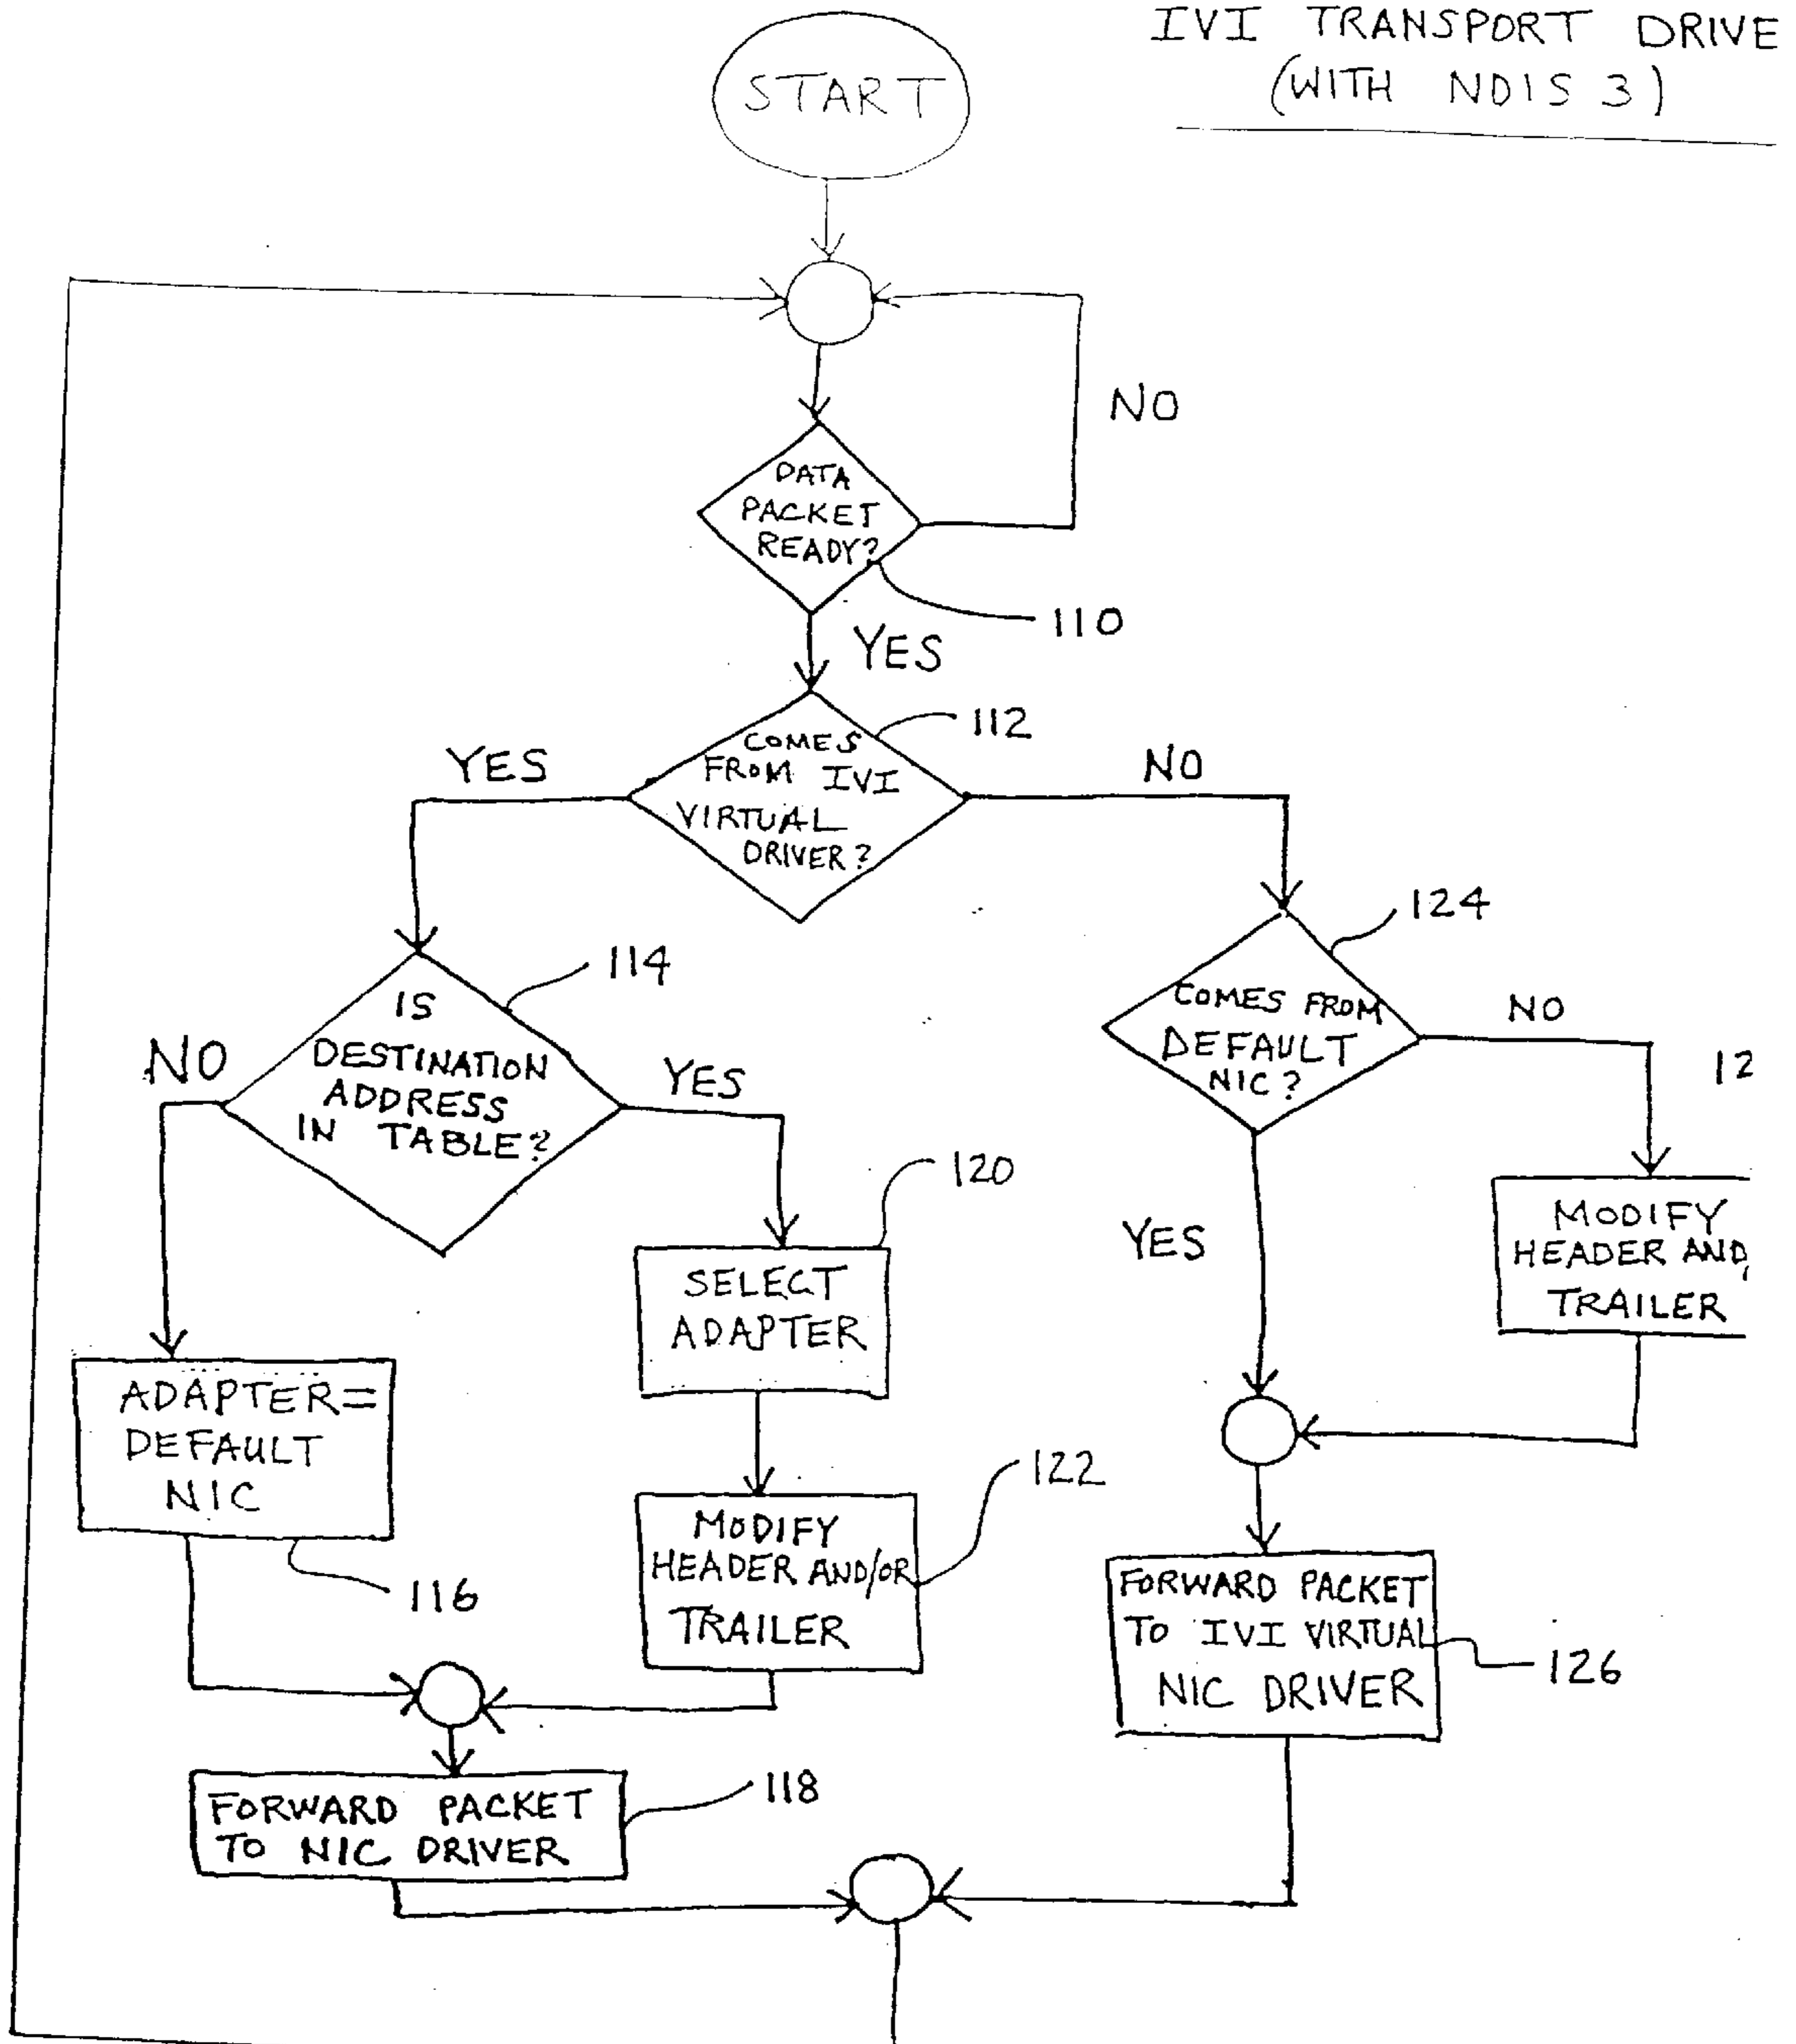 IVI TRANSPORT DRIVE
(WITH NDIS 3)
START
NO
DATA
PACKET
READY?
110
YES
112
COMES
FROM IVI
VIRTUAL
DRIVER?
YES
NO
124
COMES FROM
DEFAULT
NIC?
NO
12
114
IS
DESTINATION
ADDRESS
IN TABLE?
NO
YES
120
SELECT
ADAPTER
YES
MODIFY
HEADER AND
TRAILER
ADAPTER=
DEFAULT
NIC
116
122
MODIFY
HEADER AND/OR
TRAILER
FORWARD PACKET
TO IVI VIRTUAL
NIC DRIVER
126
118
FORWARD PACKET
TO NIC DRIVER